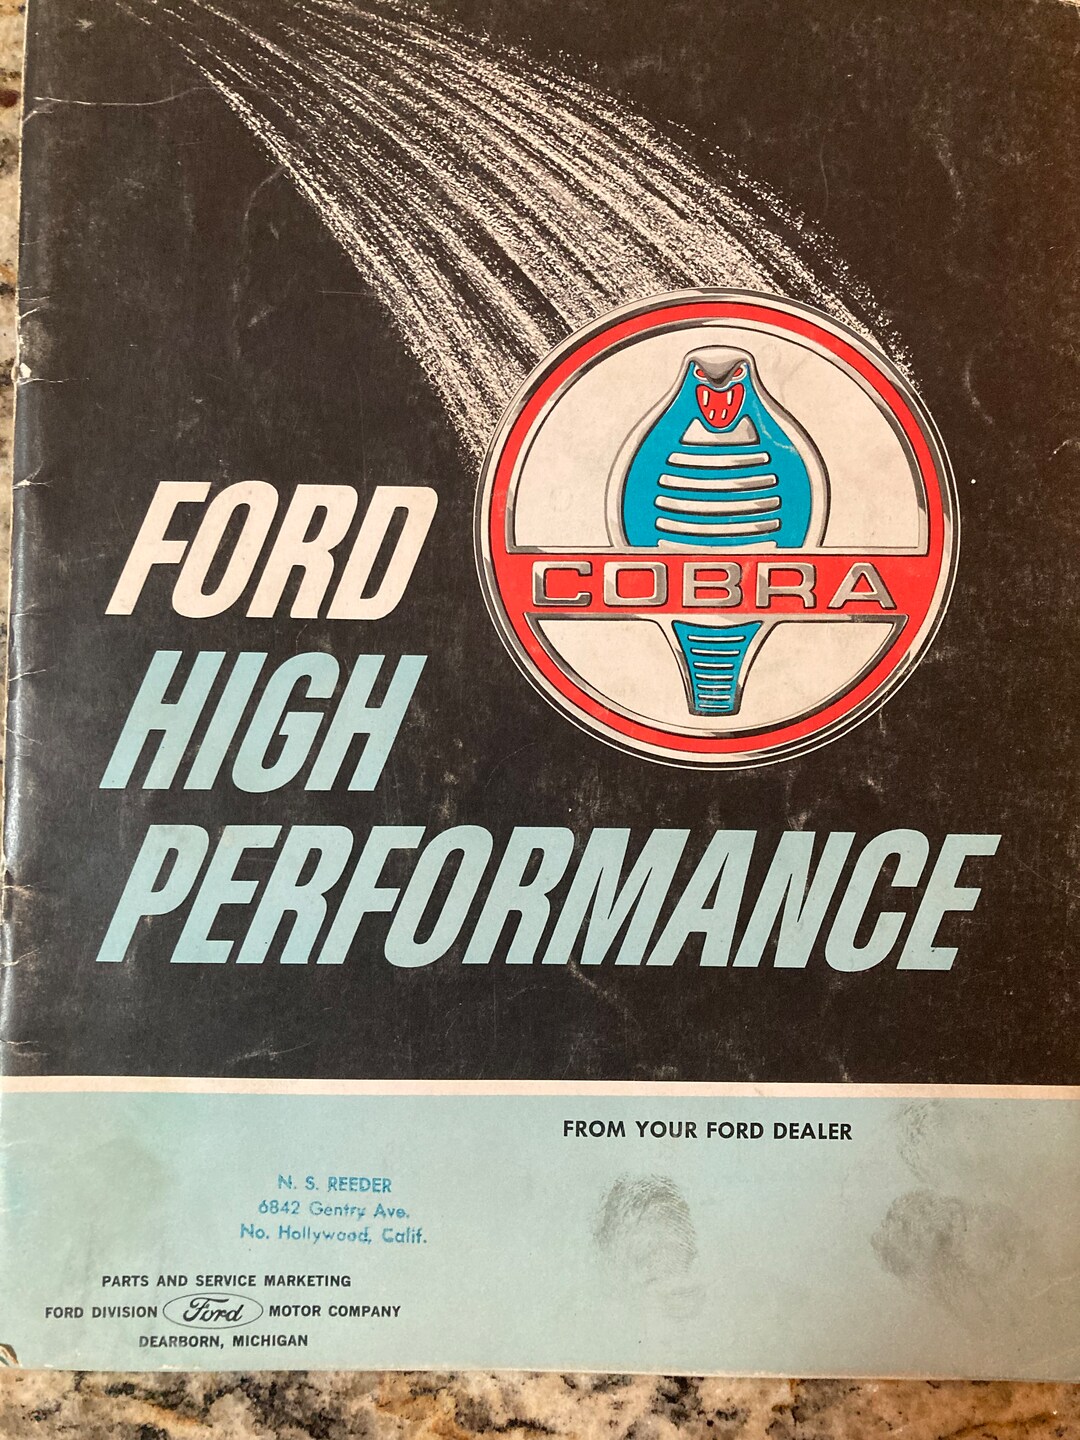 COBRA
FORD
HIGH
PERFORMANCE
FROM YOUR FORD DEALER
N. S. REEDER
6842 Gentry Ave.
No. Hollywood, Calif.
PARTS AND SERVICE MARKETING
FORD DIVISION Ford MOTOR COMPANY
DEARBORN, MICHIGAN